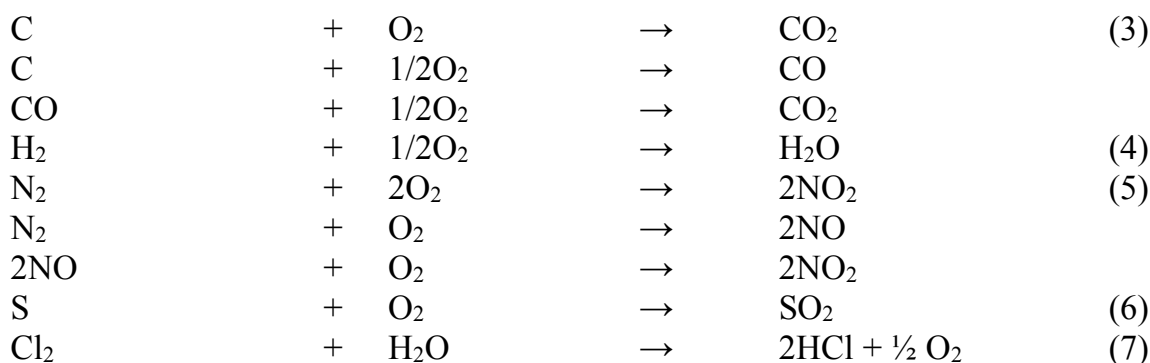 C + O₂ → CO₂ (3)
C + 1/2O₂ → CO
CO + 1/2O₂ → CO₂
H₂ + 1/2O₂ → H₂O (4)
N₂ + 2O₂ → 2NO₂ (5)
N₂ + O₂ → 2NO
2NO + O₂ → 2NO₂
S + O₂ → SO₂ (6)
Cl₂ + H₂O → 2HCl + ½ O₂ (7)